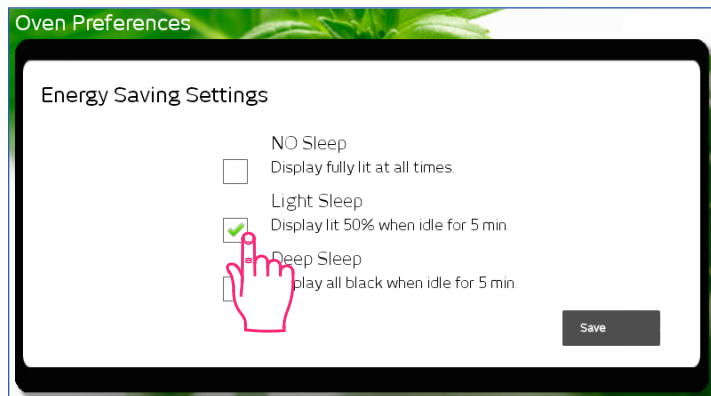 Oven Preferences
Energy Saving Settings
NO Sleep
Display fully lit at all times.
Light Sleep
Display lit 50% when idle for 5 min.
Deep Sleep
all black when idle for 5 min.
Save